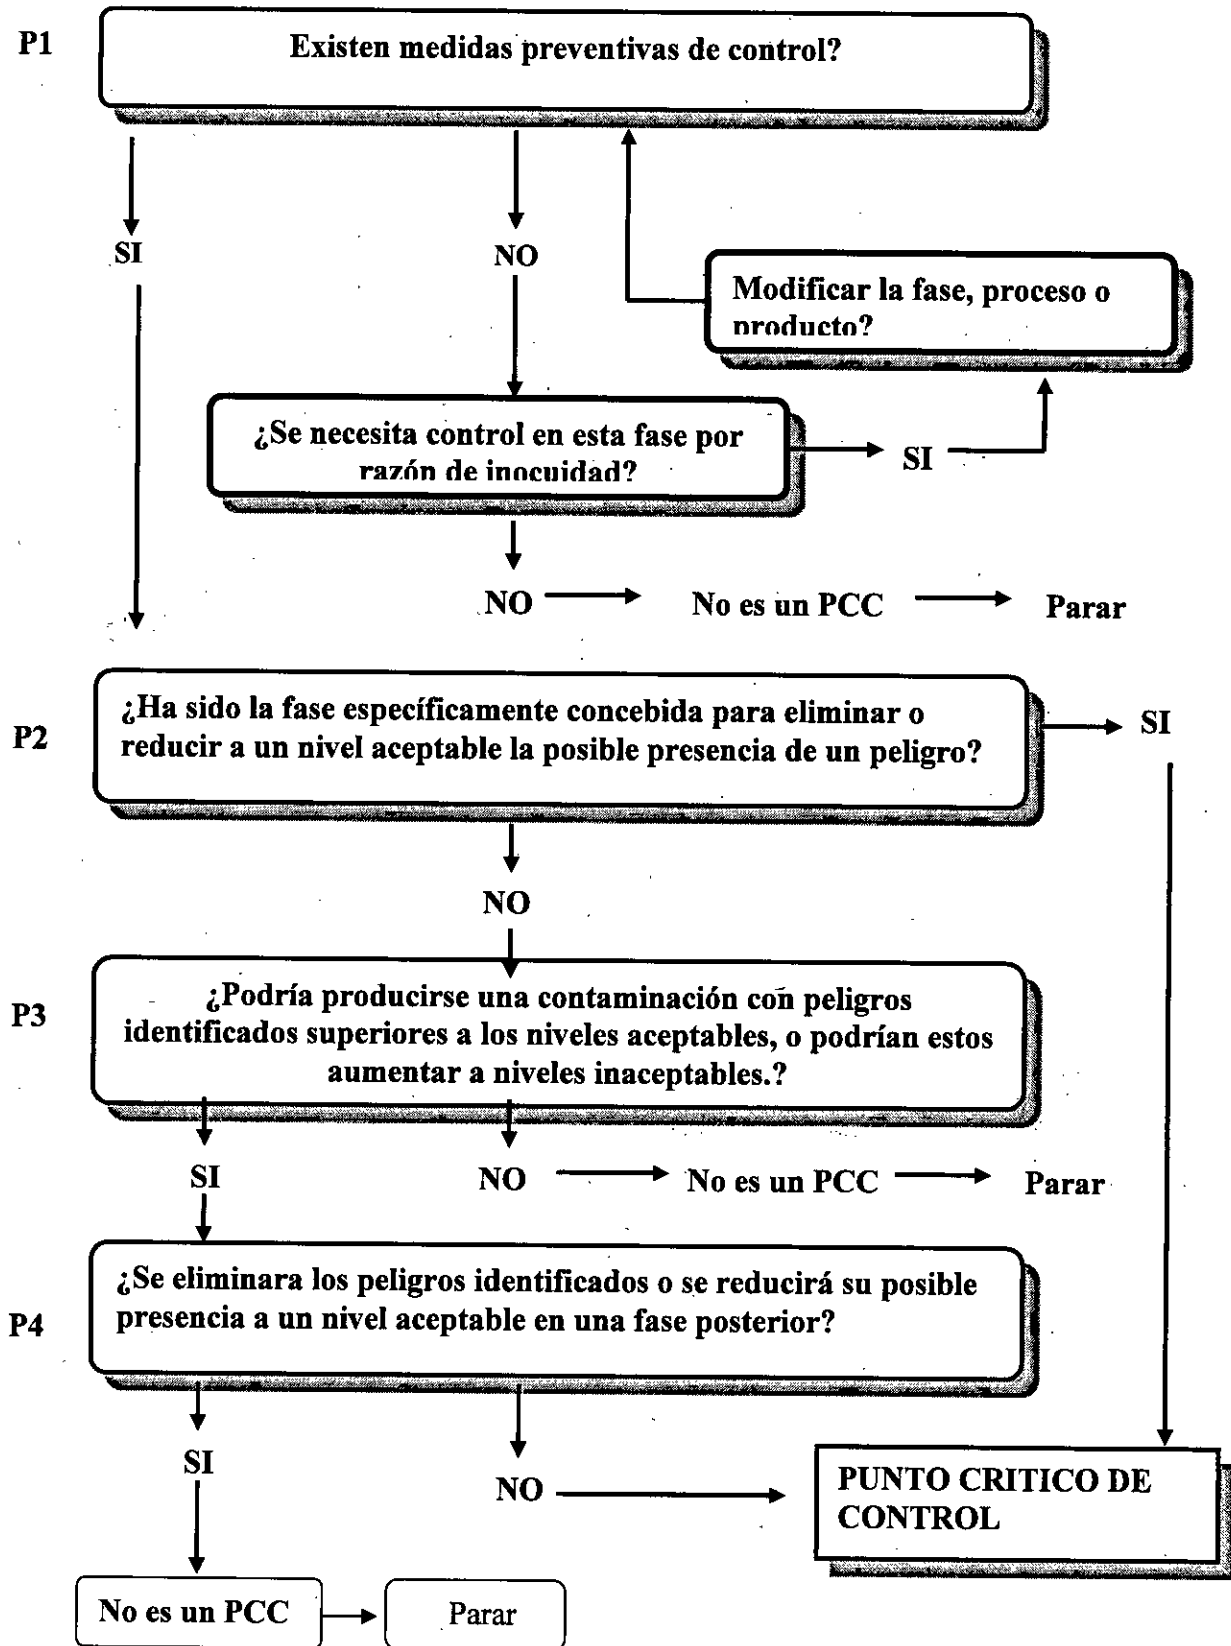 P1
Existen medidas preventivas de control?
SI
NO
Modificar la fase, proceso o
producto?
¿Se necesita control en esta fase por
razón de inocuidad?
SI
NO
No es un PCC
Parar
P2
¿Ha sido la fase específicamente concebida para eliminar o
reducir a un nivel aceptable la posible presencia de un peligro?
SI
NO
P3
¿Podría producirse una contaminación con peligros
identificados superiores a los niveles aceptables, o podrían estos
aumentar a niveles inaceptables.?
SI
NO
No es un PCC
Parar
P4
¿Se eliminara los peligros identificados o se reducirá su posible
presencia a un nivel aceptable en una fase posterior?
SI
NO
PUNTO CRITICO DE
CONTROL
No es un PCC
Parar